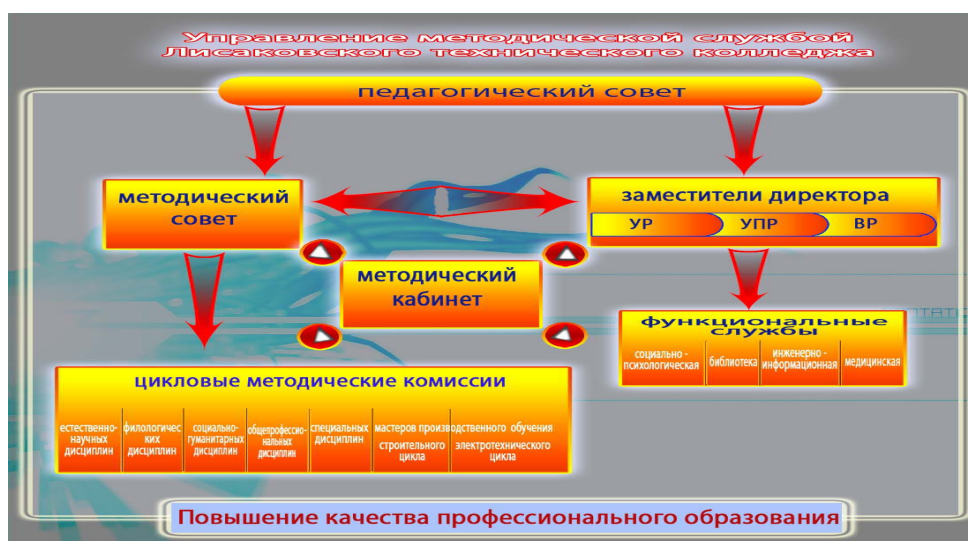 Управление методической службой
Лисаковского технического колледжа
педагогический совет
методический
совет
заместители директора
УР УПР ВР
методический
кабинет
функциональные
службы
социально -
психологическая
библиотека
инженерно -
информационная
медицинская
цикловые методические комиссии
естественно-
научных
дисциплин
филологичес
ких
дисциплин
социально-
гуманитарных
дисциплин
общепрофессио-
нальных
дисциплин
специальных
дисциплин
мастеров производственного обучения
строительного
цикла
электротехнического
цикла
Повышение качества профессионального образования